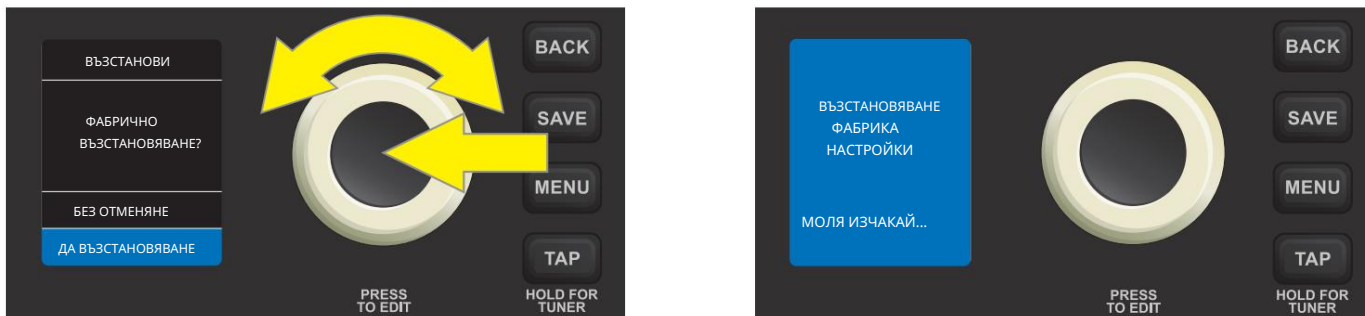 ВЪЗСТАНОВИ
ФАБРИЧНО
ВЪЗСТАНОВЯВАНЕ?
БЕЗ ОТМЕНЯНЕ
ДА ВЪЗСТАНОВЯВАНЕ
BACK
SAVE
MENU
TAP
PRESS
TO EDIT
HOLD FOR
TUNER
ВЪЗСТАНОВЯВАНЕ
ФАБРИКА
НАСТРОЙКИ
МОЛЯ ИЗЧАКАЙ...
BACK
SAVE
MENU
TAP
PRESS
TO EDIT
HOLD FOR
TUNER